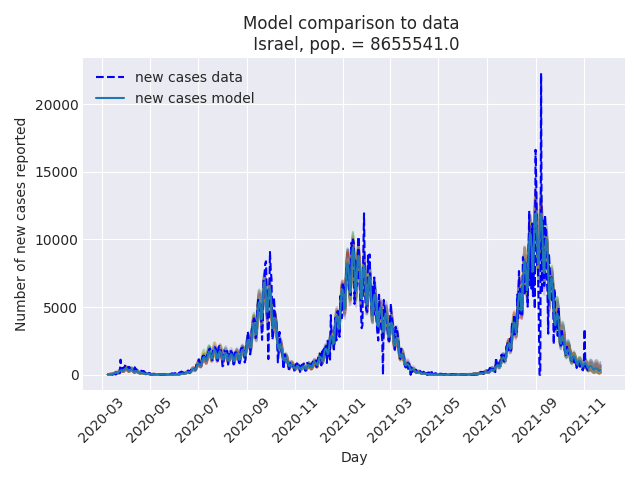 Model comparison to data
Israel, pop. = 8655541.0
new cases data
new cases model
Number of new cases reported
20000
15000
10000
5000
0
2020-03
2020-05
2020-07
2020-09
2020-11
2021-01
2021-03
2021-05
2021-07
2021-09
2021-11
Day